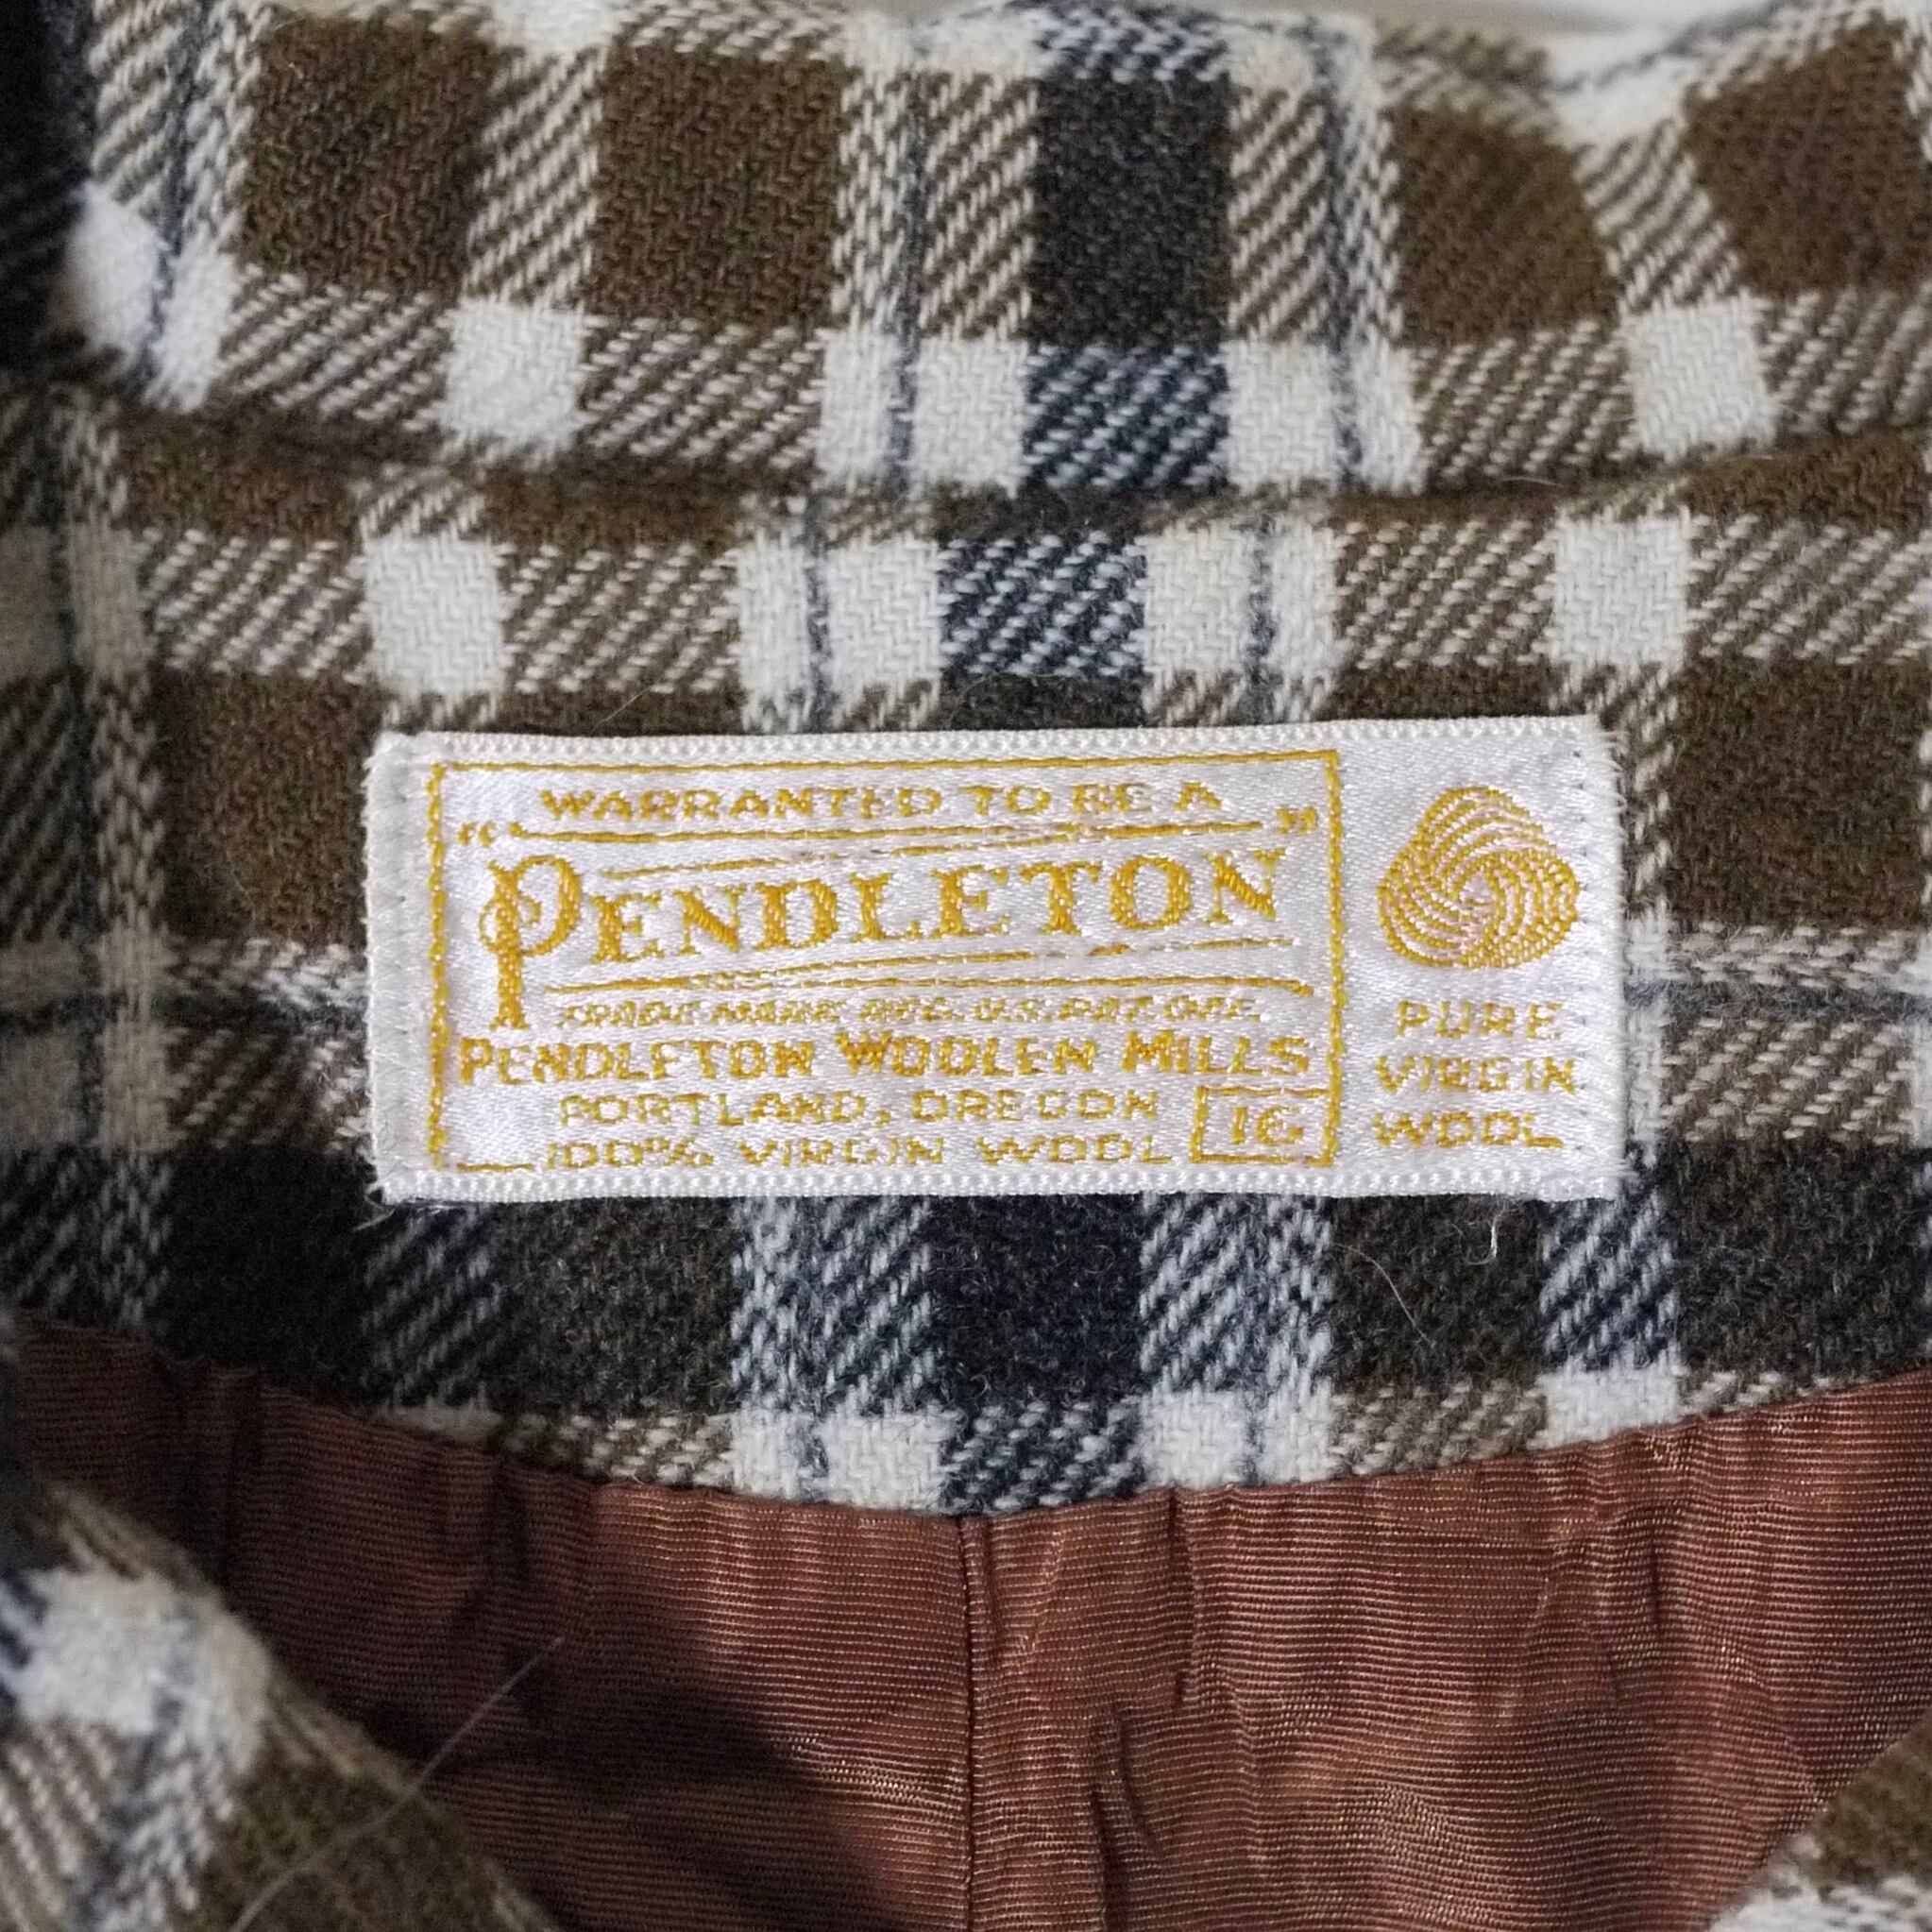 WARRANTED TO BE A
"PENDLETON"
TRADE MARK REG. U.S. PAT. OFF.
PENDLETON WOOLEN MILLS
PORTLAND, OREGON
100% VIRGIN WOOL
16
PURE
VIRGIN
WOOL